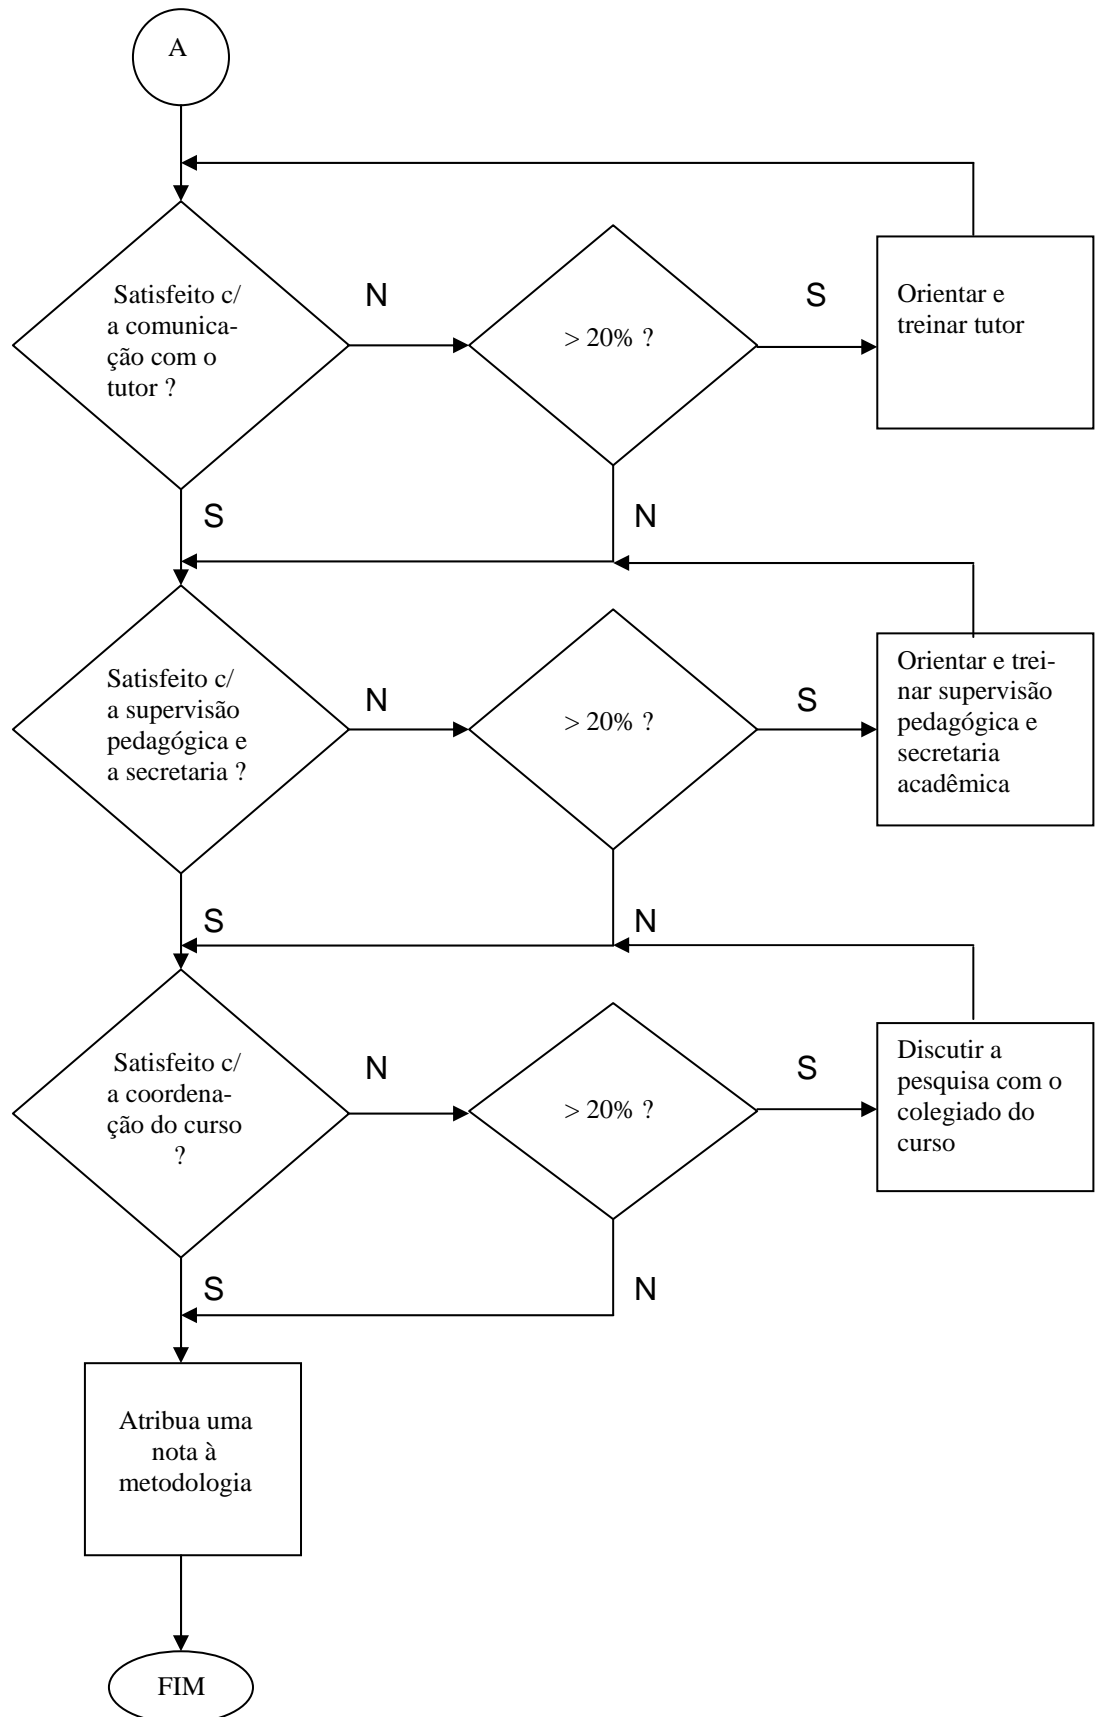 A
Satisfeito c/
a comunica-
ção com o
tutor ?
N
> 20% ?
S
Orientar e
treinar tutor
S
N
Satisfeito c/
a supervisão
pedagógica e
a secretaria ?
N
> 20% ?
S
Orientar e trei-
nar supervisão
pedagógica e
secretaria
acadêmica
S
N
Satisfeito c/
a coordena-
ção do curso
?
N
> 20% ?
S
Discutir a
pesquisa com o
colegiado do
curso
S
N
Atribua uma
nota à
metodologia
FIM